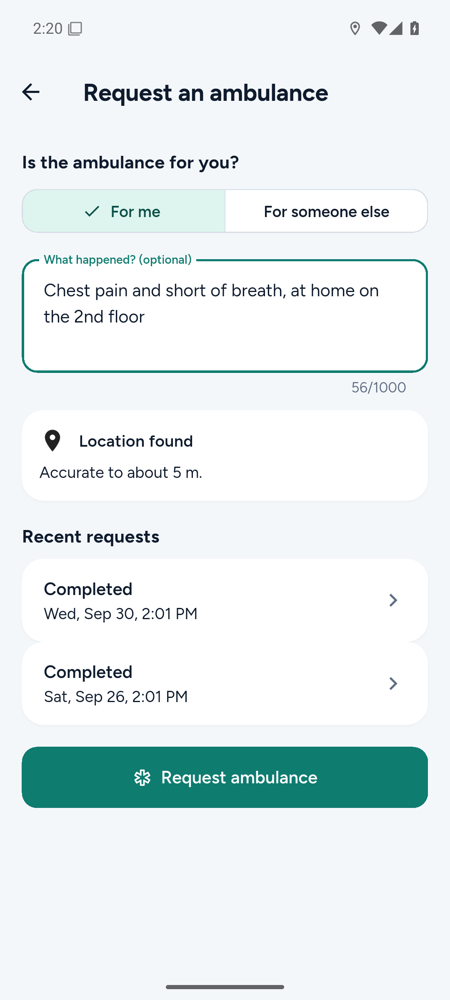 2:20
Request an ambulance
Is the ambulance for you?
For me
For someone else
What happened? (optional)
Chest pain and short of breath, at home on
the 2nd floor
56/1000
Location found
Accurate to about 5 m.
Recent requests
Completed
Wed, Sep 30, 2:01 PM
Completed
Sat, Sep 26, 2:01 PM
Request ambulance